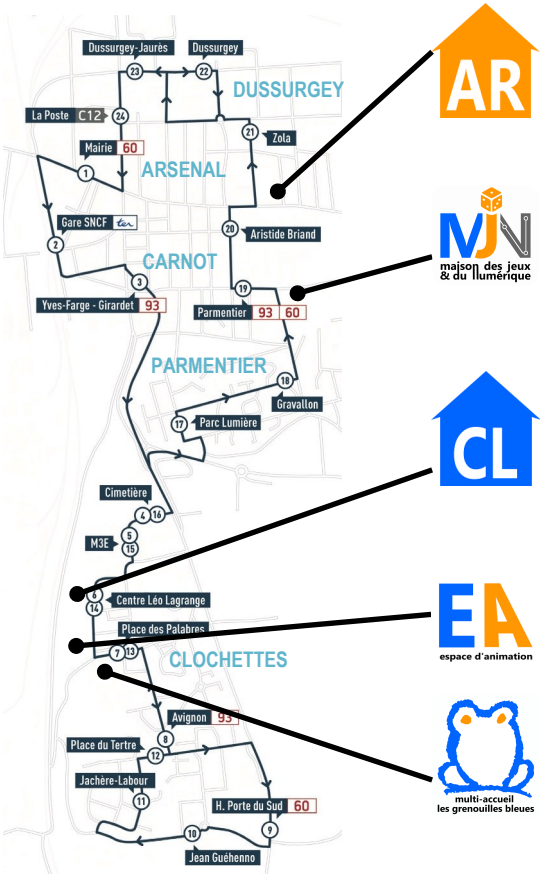 Dussurgey-Jaurès
Dussurgey
23
22
DUSSURGEY
AR
La Poste C12
24
21
Zola
Mairie 60
1
ARSENAL
MJN
maison des jeux
& du llumérique
Gare SNCF ter
2
20
Aristide Briand
CARNOT
3
19
Yves-Farge - Girardet 93
Parmentier 93 60
PARMENTIER
18
Gravallon
17
Parc Lumière
CL
Cimetière
4
16
5
M3E
15
6
14
Centre Léo Lagrange
EA
espace d'animation
Place des Palabres
7
13
CLOCHETTES
Avignon 93
8
Place du Tertre
12
Jachère-Labour
11
H. Porte du Sud 60
9
10
Jean Guéhenno
multi-accueil
les grenouilles bleues